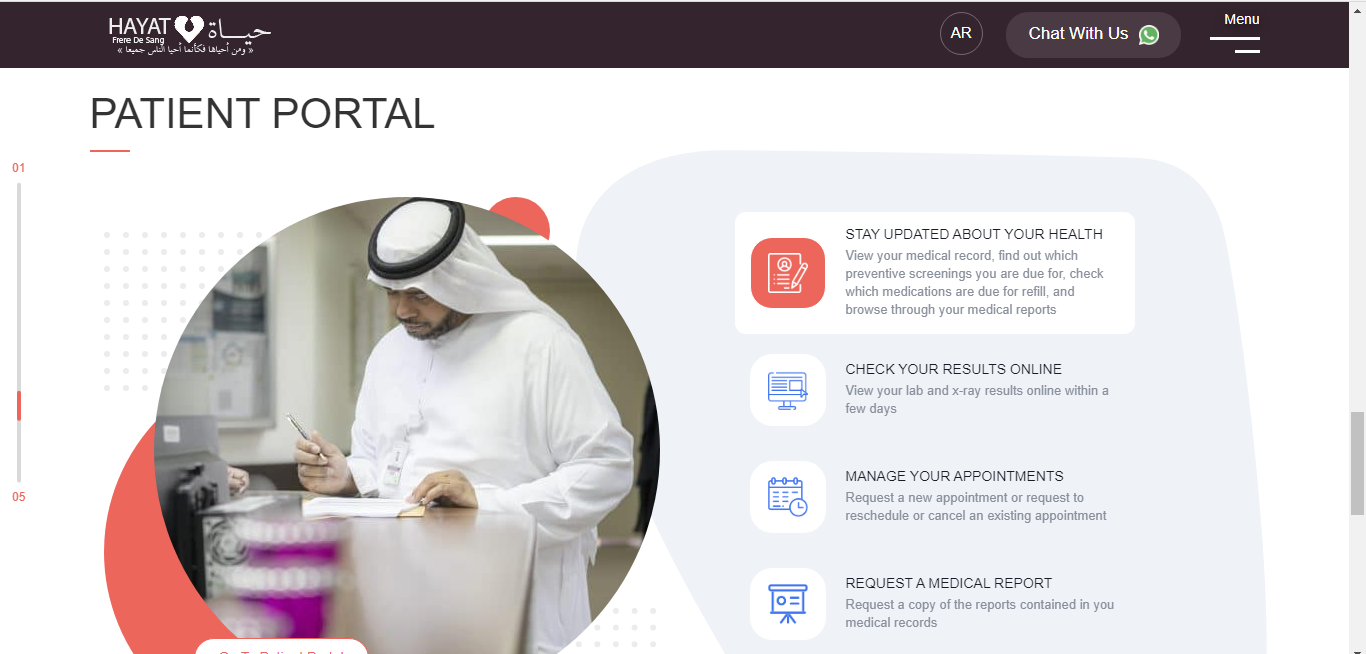 HAYAT حيـــاة
Frere De Sang
« ومن أحياها فكأنما أحيا الناس جميعا »
AR
Chat With Us
Menu
PATIENT PORTAL
01
05
STAY UPDATED ABOUT YOUR HEALTH
View your medical record, find out which
preventive screenings you are due for, check
which medications are due for refill, and
browse through your medical reports
CHECK YOUR RESULTS ONLINE
View your lab and x-ray results online within a
few days
MANAGE YOUR APPOINTMENTS
Request a new appointment or request to
reschedule or cancel an existing appointment
REQUEST A MEDICAL REPORT
Request a copy of the reports contained in you
medical records
Go To Patient Portal